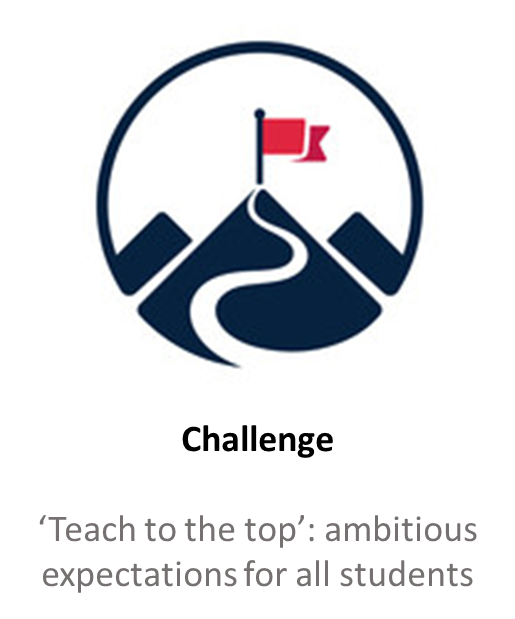 Challenge
‘Teach to the top’: ambitious
expectations for all students